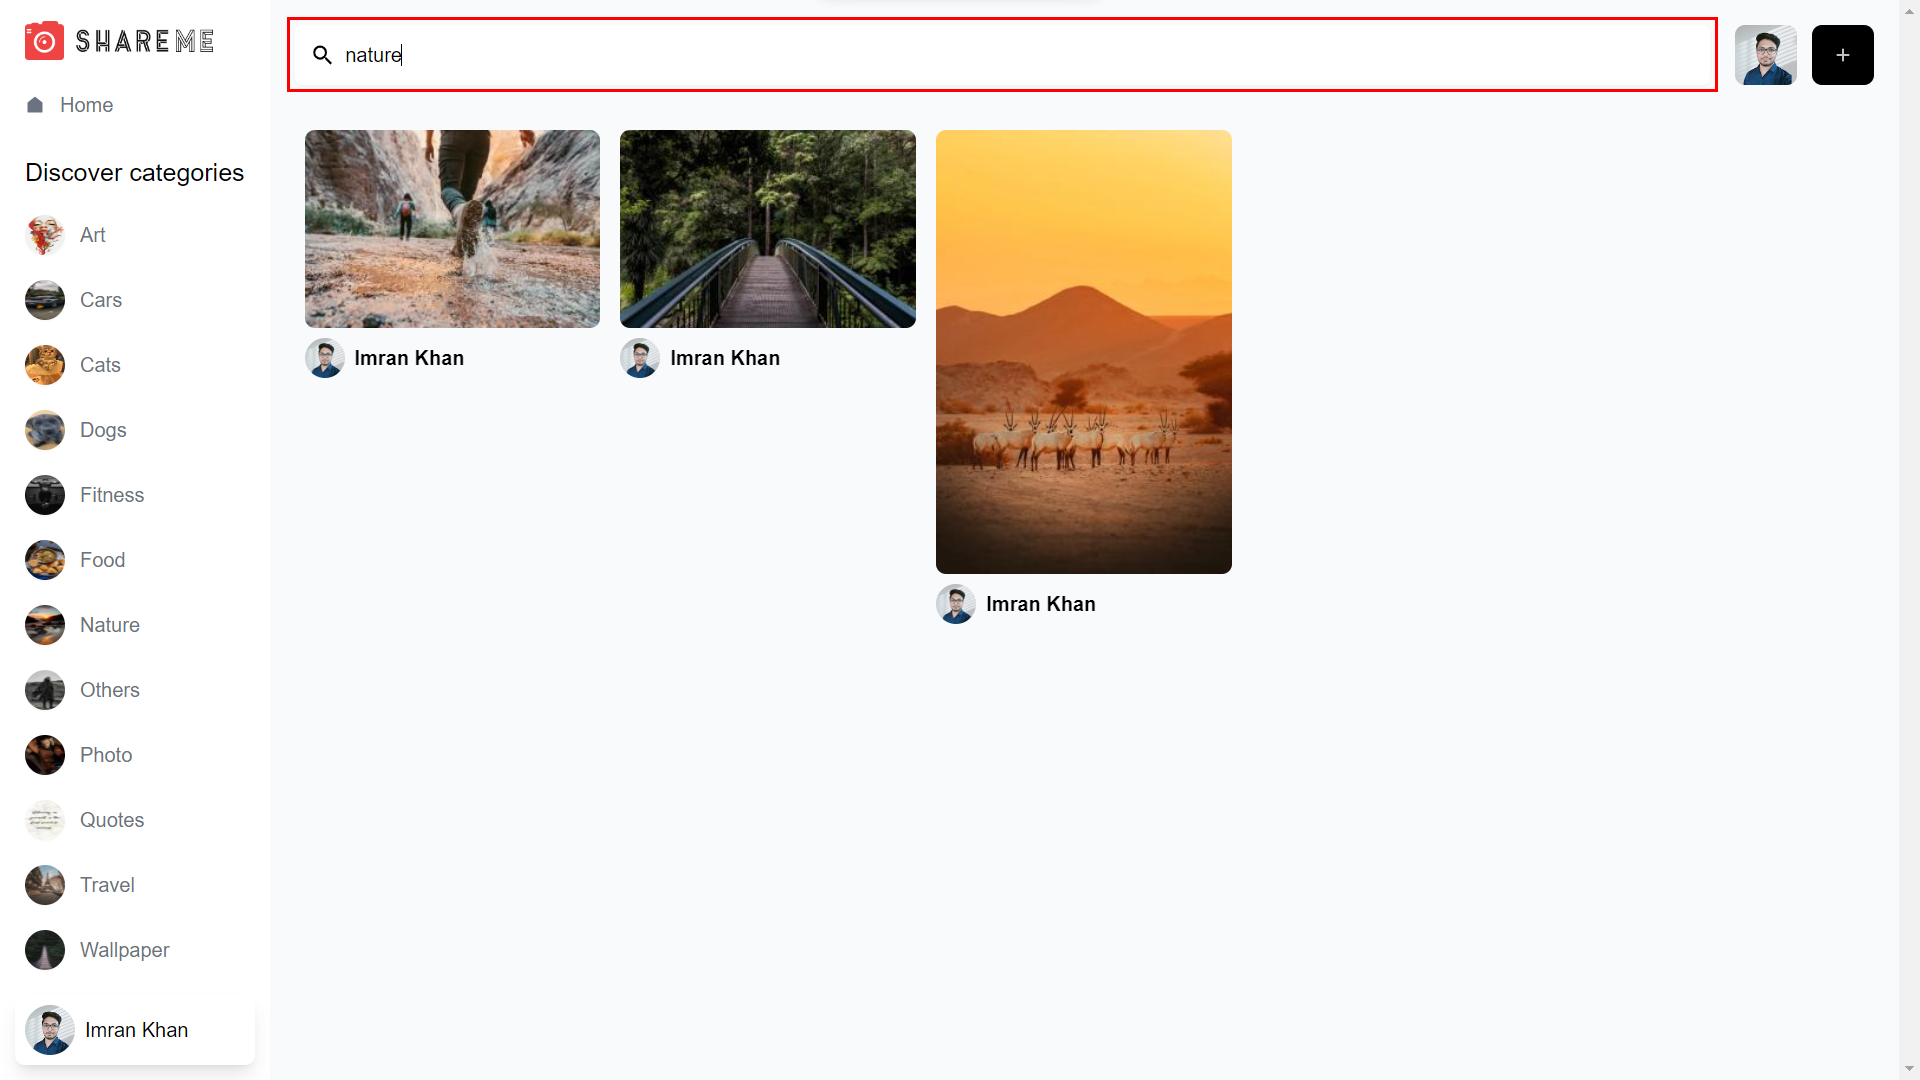 SHAREME
nature
+
Home
Discover categories
Art
Cars
Cats
Dogs
Fitness
Food
Nature
Others
Photo
Quotes
Travel
Wallpaper
Imran Khan
Imran Khan
Imran Khan
Imran Khan